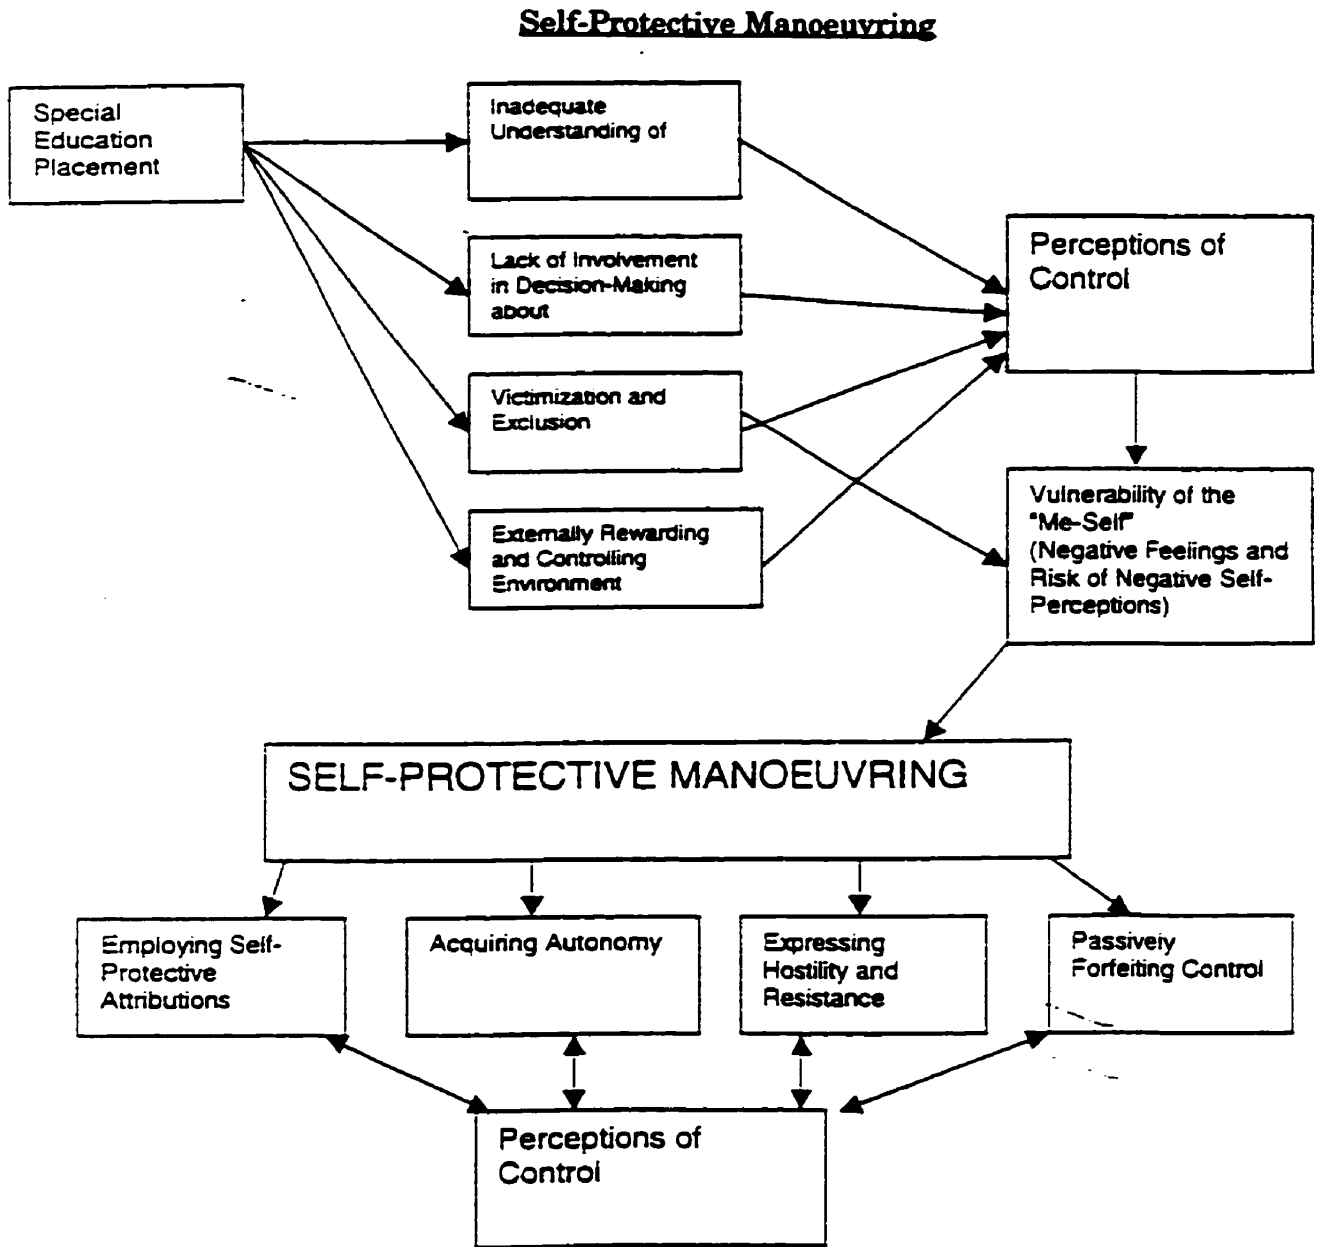 Self-Protective Manoeuvring
Special
Education
Placement
Inadequate
Understanding of
Lack of Involvement
in Decision-Making
about
Victimization and
Exclusion
Externally Rewarding
and Controlling
Environment
Perceptions of
Control
Vulnerability of the
"Me-Self"
(Negative Feelings and
Risk of Negative Self-
Perceptions)
SELF-PROTECTIVE MANOEUVRING
Employing Self-
Protective
Attributions
Acquiring Autonomy
Expressing
Hostility and
Resistance
Passively
Forfeiting Control
Perceptions of
Control